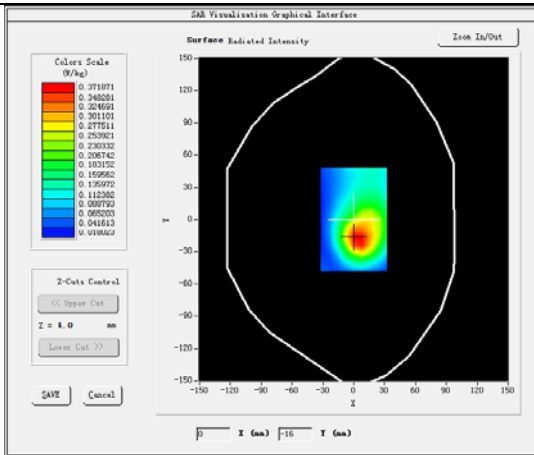 SAR Visualisation Graphical Interface
Surface Radiated Intensity
Zoom In/Out
Colors Scale
(W/kg)
0.371871
0.348281
0.324691
0.301101
0.277511
0.253921
0.230332
0.206742
0.183152
0.159562
0.135972
0.112382
0.088793
0.065203
0.041613
0.018023
150-
120-
90-
60-
30-
0-
-30-
-60-
-90-
-120-
-150-
Y
-150 -120 -90 -60 -30 0 30 60 90 120 150
X
Z-Cuts Control
<< Upper Cut
Z = 4.0 mm
Lower Cut >>
SAVE Cancel
0 X (mm) -16 Y (mm)